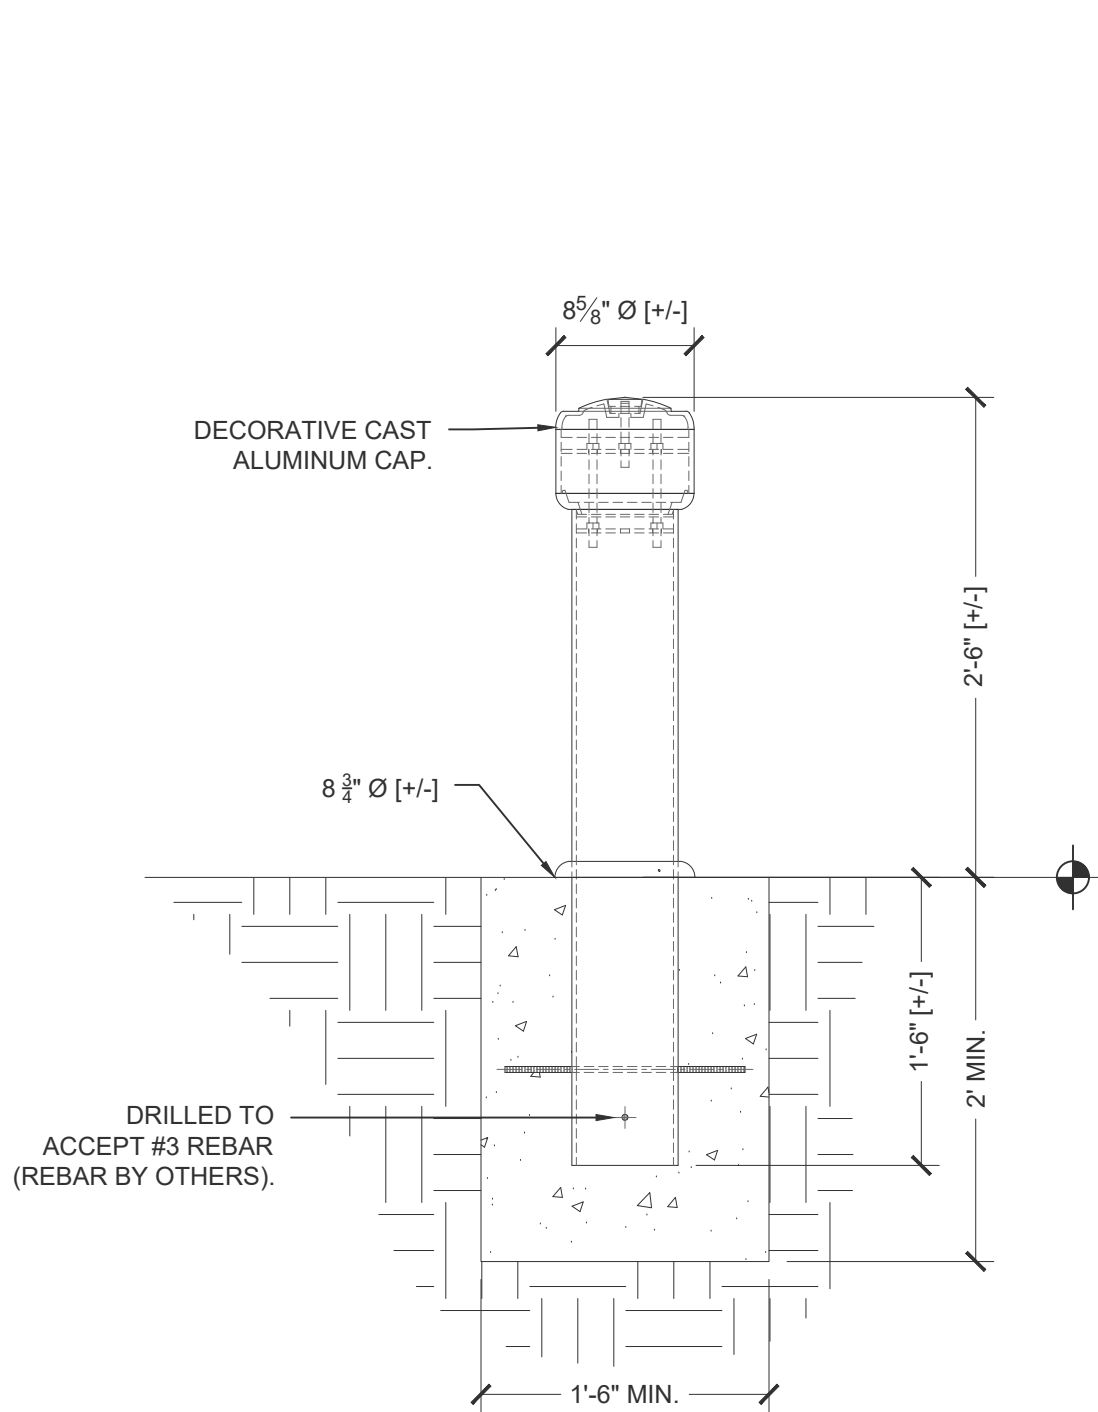 8⅝" Ø [+/-]
DECORATIVE CAST
ALUMINUM CAP.
2'-6" [+/-]
8 ¾" Ø [+/-]
1'-6" [+/-]
2' MIN.
DRILLED TO
ACCEPT #3 REBAR
(REBAR BY OTHERS).
1'-6" MIN.